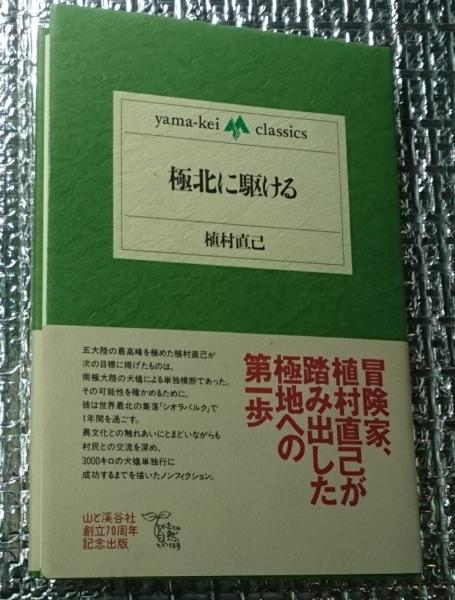 yama-kei classics
極北に駆ける
植村直己
冒険家、
植村直己が
踏み出した
極地への
第一歩
五大陸の最高峰を極めた植村直己が
次の目標に掲げたものは、
南極大陸の犬橇による単独横断であった。
その可能性を確かめるために、
彼は世界最北の集落「シオラパルク」で
1年間を過ごす。
異文化との触れあいにとまどいながらも
村民との交流を深め、
3000キロの犬橇単独行に
成功するまでを描いたノンフィクション。
山と溪谷社
創立70周年
記念出版
自然